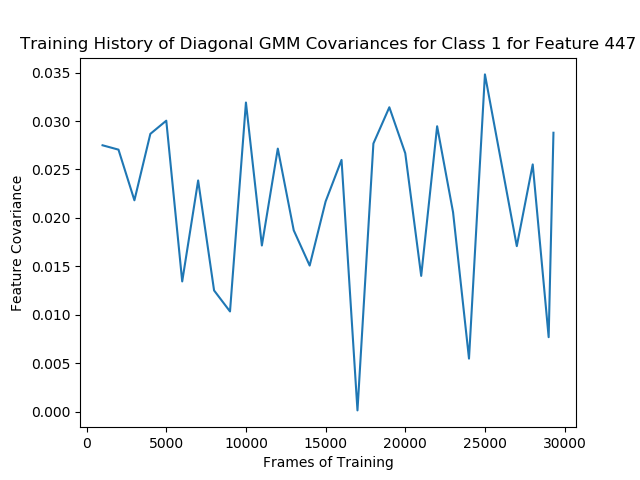 Training History of Diagonal GMM Covariances for Class 1 for Feature 447
0.035
0.030
0.025
0.020
0.015
0.010
0.005
0.000
Feature Covariance
0 5000 10000 15000 20000 25000 30000
Frames of Training